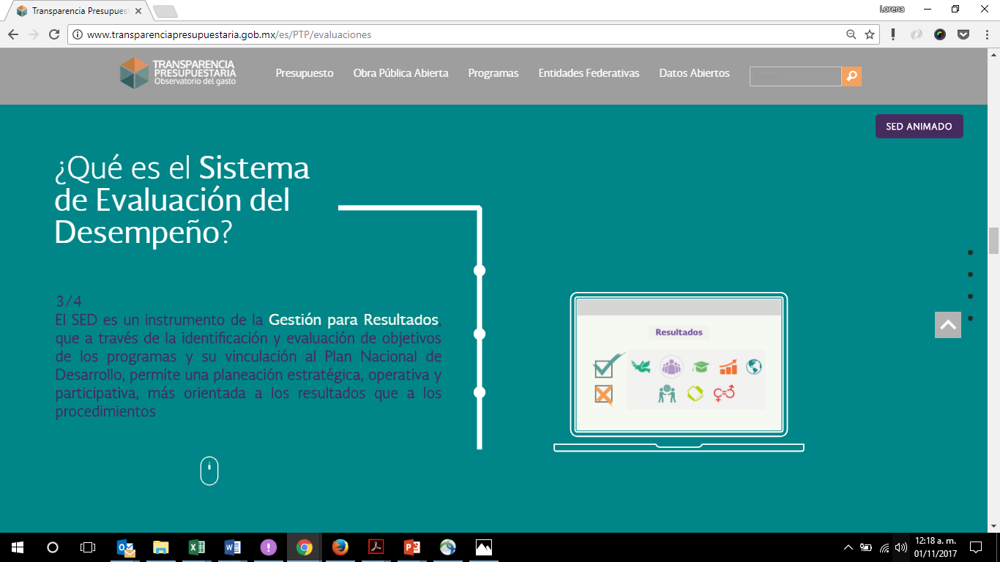 Transparencia Presupues
Lorena
www.transparenciapresupuestaria.gob.mx/es/PTP/evaluaciones
TRANSPARENCIA
PRESUPUESTARIA
Observatorio del gasto
Presupuesto
Obra Pública Abierta
Programas
Entidades Federativas
Datos Abiertos
SED ANIMADO
¿Qué es el Sistema
de Evaluación del
Desempeño?
3/4
El SED es un instrumento de la Gestión para Resultados,
que a través de la identificación y evaluación de objetivos
de los programas y su vinculación al Plan Nacional de
Desarrollo, permite una planeación estratégica, operativa y
participativa, más orientada a los resultados que a los
procedimientos
Resultados
12:18 a. m.
01/11/2017